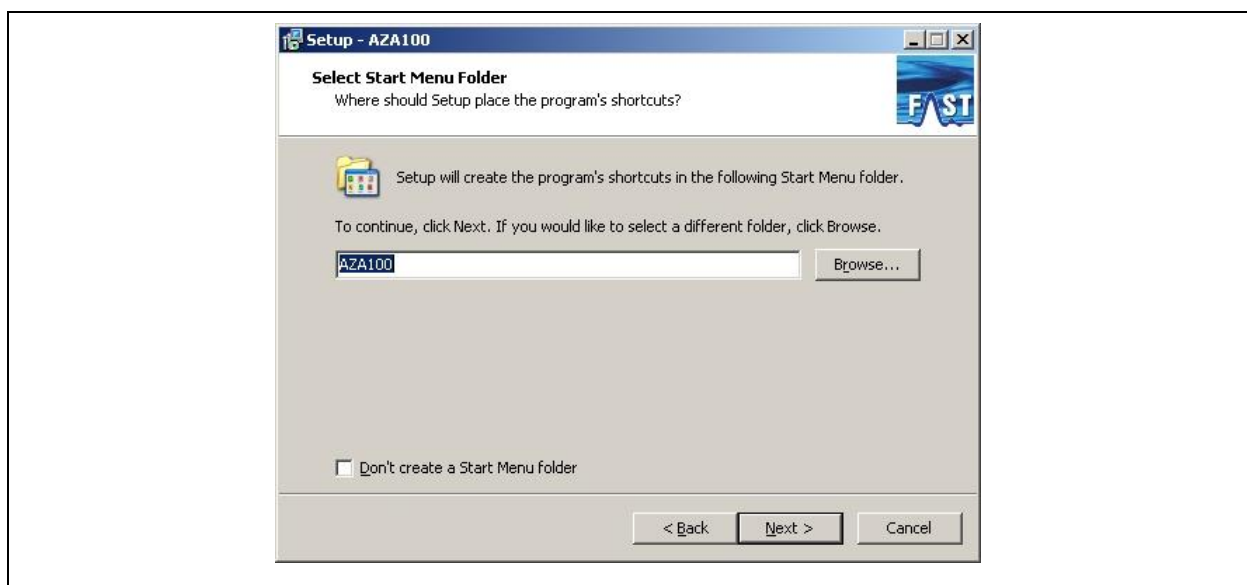 Setup - AZA100
Select Start Menu Folder
Where should Setup place the program's shortcuts?
FAST
Setup will create the program's shortcuts in the following Start Menu folder.
To continue, click Next. If you would like to select a different folder, click Browse.
AZA100
Browse...
Don't create a Start Menu folder
< Back
Next >
Cancel